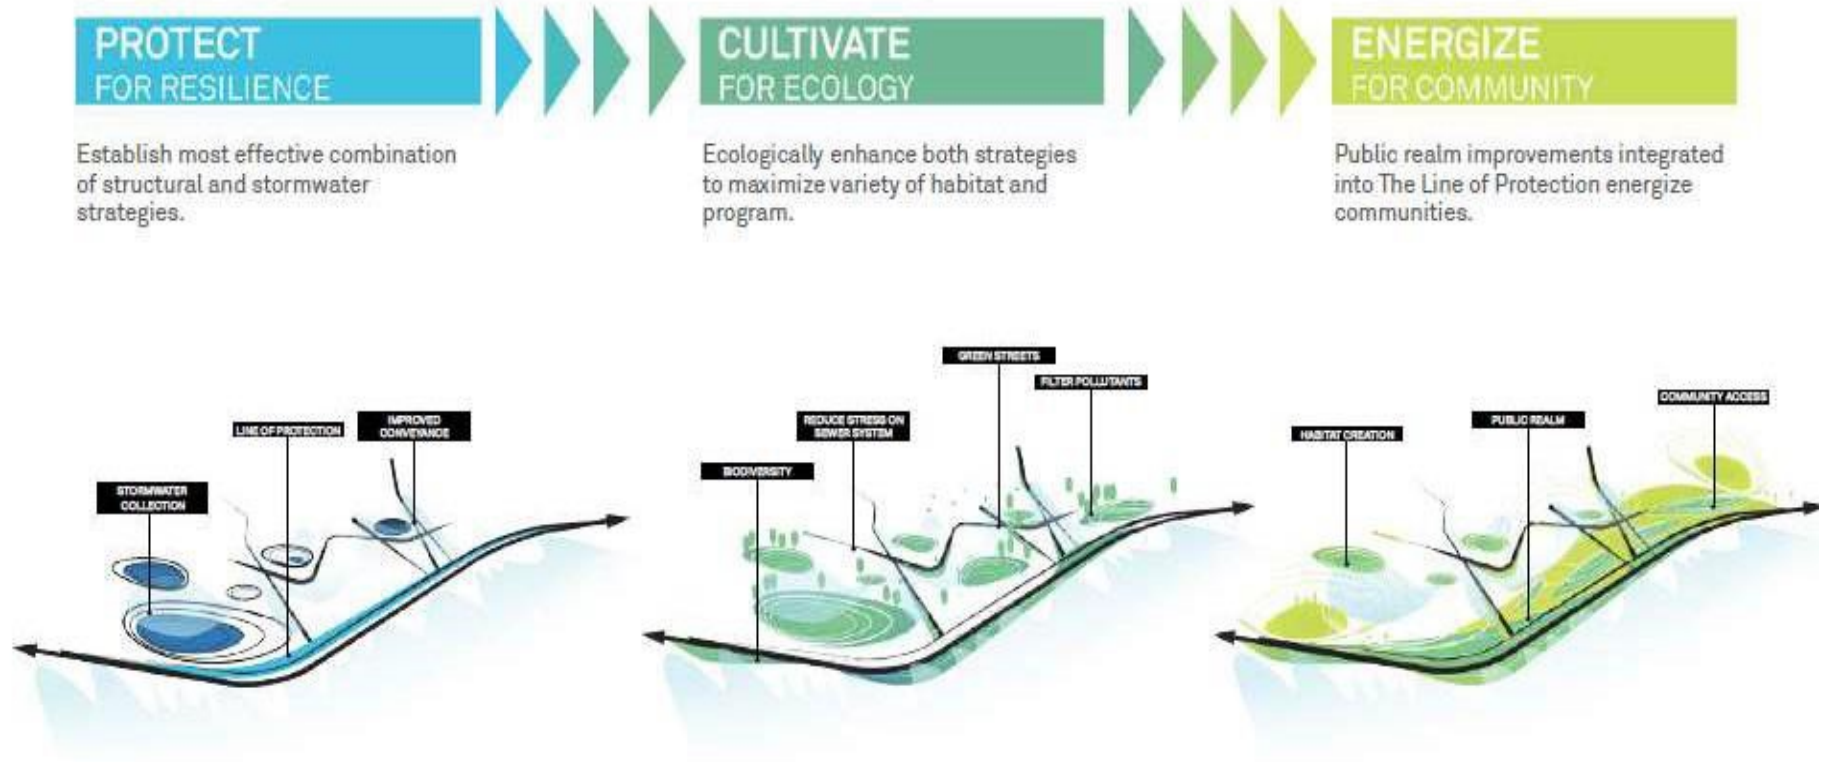 PROTECT
FOR RESILIENCE
Establish most effective combination
of structural and stormwater
strategies.
CULTIVATE
FOR ECOLOGY
Ecologically enhance both strategies
to maximize variety of habitat and
program.
ENERGIZE
FOR COMMUNITY
Public realm improvements integrated
into The Line of Protection energize
communities.
STORMWATER
COLLECTION
LINE OF PROTECTION
IMPROVED
CONVEYANCE
BIODIVERSITY
REDUCE STRESS ON
SEWER SYSTEM
GREEN STREETS
FILTER POLLUTANTS
HABITAT CREATION
PUBLIC REALM
COMMUNITY ACCESS